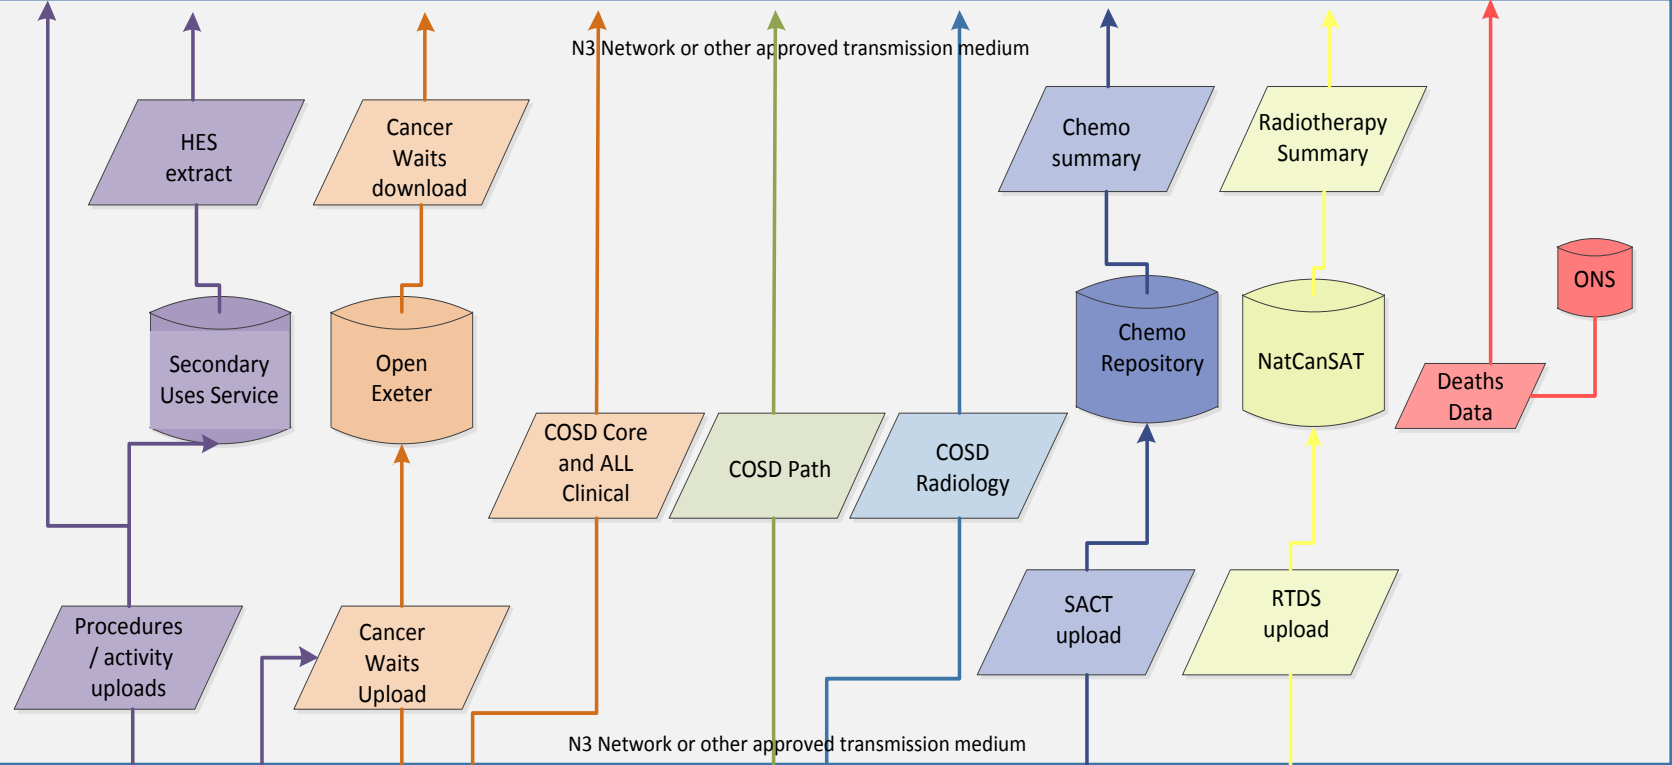 N3 Network or other approved transmission medium
HES
extract
Cancer
Waits
download
Chemo
summary
Radiotherapy
Summary
ONS
Secondary
Uses Service
Open
Exeter
Chemo
Repository
NatCanSAT
Deaths
Data
COSD Core
and ALL
Clinical
COSD Path
COSD
Radiology
Procedures
/ activity
uploads
Cancer
Waits
Upload
SACT
upload
RTDS
upload
N3 Network or other approved transmission medium